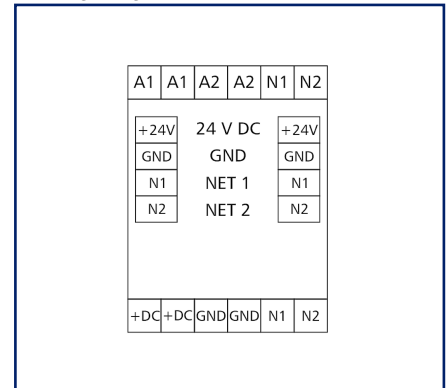 A1 A1 A2 A2 N1 N2
+24V 24 V DC +24V
GND GND GND
N1 NET 1 N1
N2 NET 2 N2
+DC +DC GND GND N1 N2